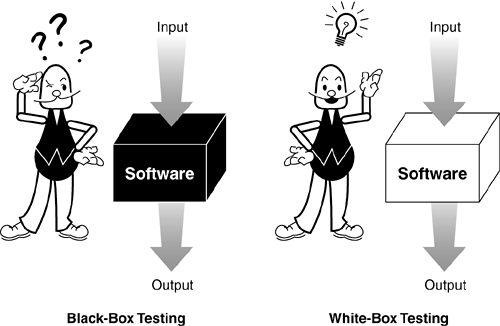 ? ? ?
Input
Software
Output
Black-Box Testing
Input
Software
Output
White-Box Testing